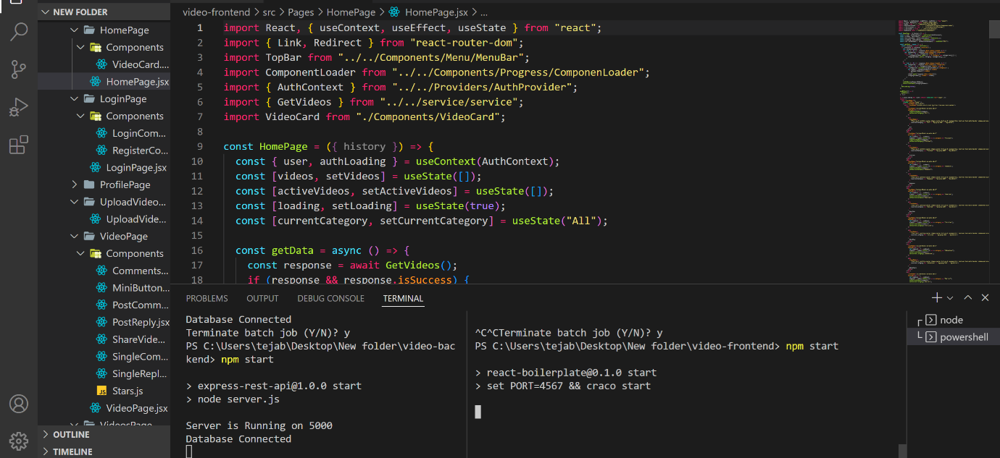 NEW FOLDER
HomePage
Components
VideoCard....
HomePage.jsx
LoginPage
Components
LoginCom...
RegisterCo...
LoginPage.jsx
ProfilePage
UploadVideo...
UploadVide...
VideoPage
Components
Comments...
MiniButton...
PostComm...
PostReply.jsx
ShareVide...
SingleCom...
SingleRepl...
JS Stars.js
VideoPage.jsx
VideosPage
OUTLINE
TIMELINE
video-frontend > src > Pages > HomePage > HomePage.jsx > ...
1 import React, { useContext, useEffect, useState } from "react";
2 import { Link, Redirect } from "react-router-dom";
3 import TopBar from "../../Components/Menu/MenuBar";
4 import ComponentLoader from "../../Components/Progress/ComponenLoader";
5 import { AuthContext } from "../../Providers/AuthProvider";
6 import { GetVideos } from "../../service/service";
7 import VideoCard from "./Components/VideoCard";
8
9 const HomePage = ({ history }) => {
10 const { user, authLoading } = useContext(AuthContext);
11 const [videos, setVideos] = useState([]);
12 const [activeVideos, setActiveVideos] = useState([]);
13 const [loading, setLoading] = useState(true);
14 const [currentCategory, setCurrentCategory] = useState("All");
15
16 const getData = async () => {
17 const response = await GetVideos();
18 if (response && response.isSuccess) {
PROBLEMS OUTPUT DEBUG CONSOLE TERMINAL
Database Connected
Terminate batch job (Y/N)? y
PS C:\Users\tejab\Desktop\New folder\video-bac
kend> npm start
> express-rest-api@1.0.0 start
> node server.js
Server is Running on 5000
Database Connected
^C^CTerminate batch job (Y/N)? y
PS C:\Users\tejab\Desktop\New folder\video-frontend> npm start
> react-boilerplate@0.1.0 start
> set PORT=4567 && craco start
node
powershell